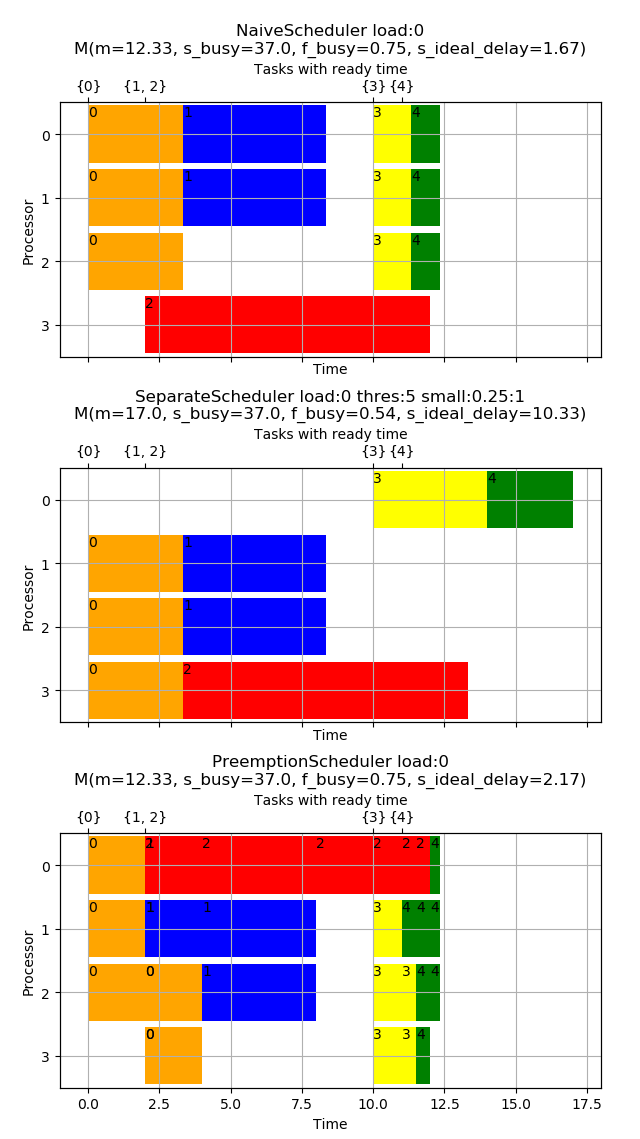 NaiveScheduler load:0
M(m=12.33, s_busy=37.0, f_busy=0.75, s_ideal_delay=1.67)
Tasks with ready time
{0} {1, 2} {3} {4}
0 0 1 3 4
1 0 1 3 4
Processor
2 0 3 4
3 2
Time
SeparateScheduler load:0 thres:5 small:0.25:1
M(m=17.0, s_busy=37.0, f_busy=0.54, s_ideal_delay=10.33)
Tasks with ready time
{0} {1, 2} {3} {4}
0 3 4
1 0 1
Processor
2 0 1
3 0 2
Time
PreemptionScheduler load:0
M(m=12.33, s_busy=37.0, f_busy=0.75, s_ideal_delay=2.17)
Tasks with ready time
{0} {1, 2} {3} {4}
0 0 2 2 2 2 2 4
1 0 1 1 3 4 4 4
Processor
2 0 0 1 3 3 4 4
3 0 3 3 4
0.0 2.5 5.0 7.5 10.0 12.5 15.0 17.5
Time